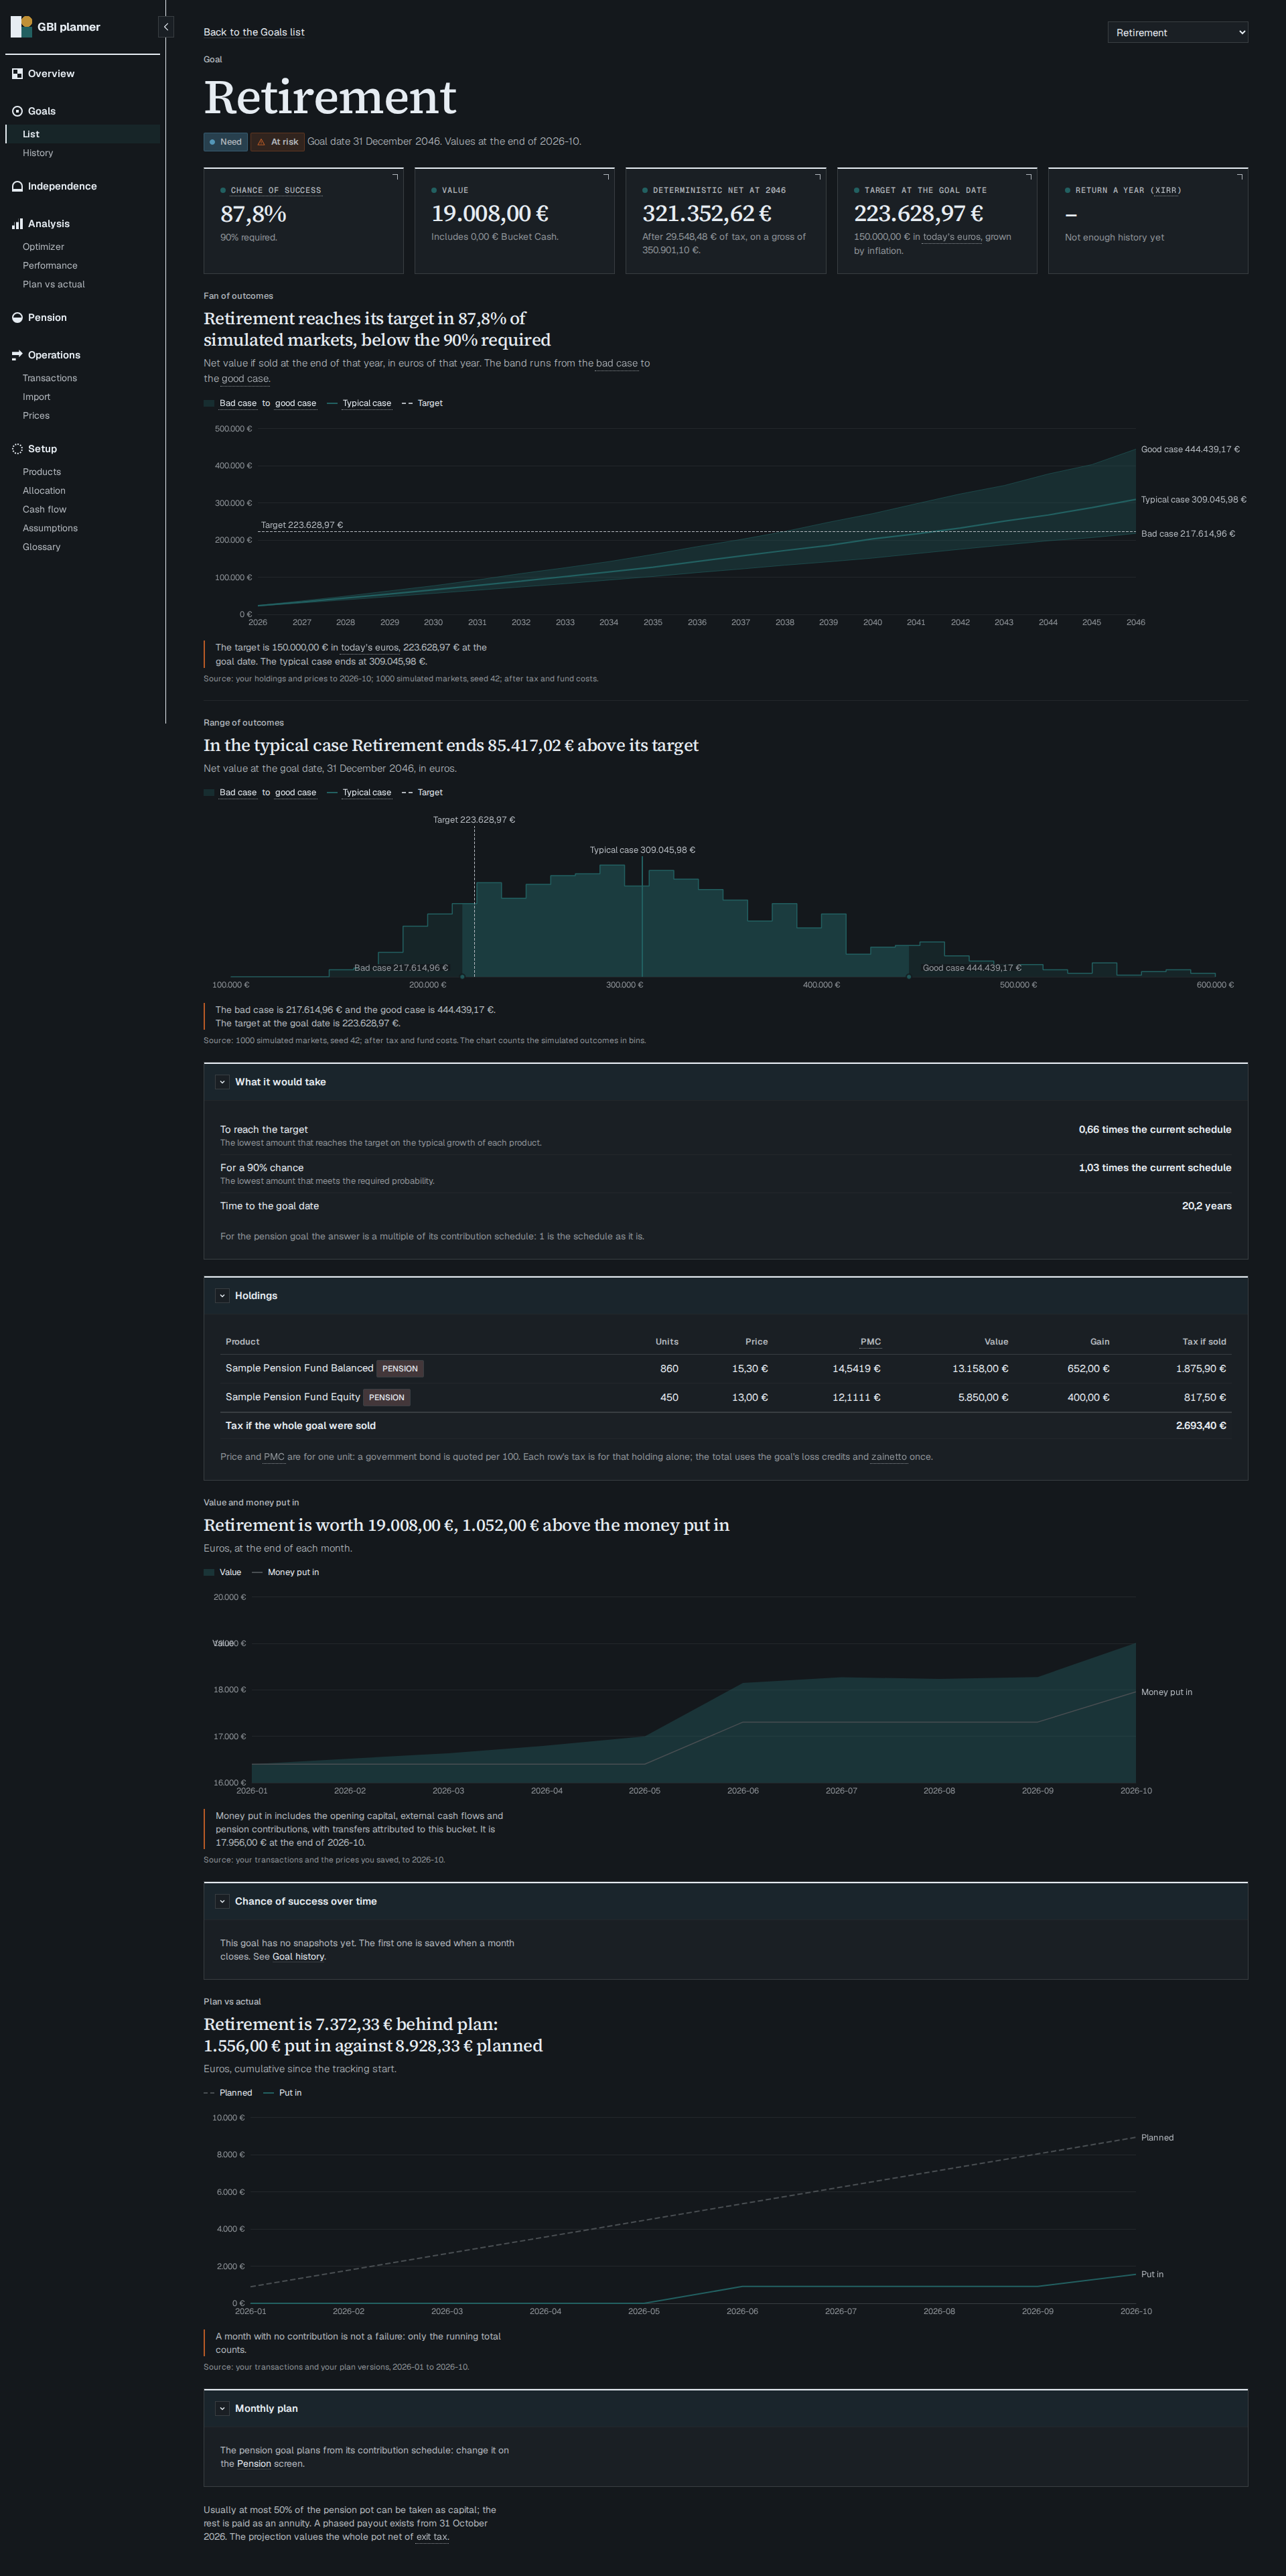 GBI planner
Overview
Goals
List
History
Independence
Analysis
Optimizer
Performance
Plan vs actual
Pension
Operations
Transactions
Import
Prices
Setup
Products
Allocation
Cash flow
Assumptions
Glossary
Back to the Goals list
Retirement
Goal
Retirement
Need At risk Goal date 31 December 2046. Values at the end of 2026-10.
CHANCE OF SUCCESS
87,8%
90% required.
VALUE
19.008,00 €
Includes 0,00 € Bucket Cash.
DETERMINISTIC NET AT 2046
321.352,62 €
After 29.548,48 € of tax, on a gross of
350.901,10 €.
TARGET AT THE GOAL DATE
223.628,97 €
150.000,00 € in today's euros, grown
by inflation.
RETURN A YEAR (XIRR)
–
Not enough history yet
Fan of outcomes
Retirement reaches its target in 87,8% of
simulated markets, below the 90% required
Net value if sold at the end of that year, in euros of that year. The band runs from the bad case to
the good case.
Bad case to good case Typical case Target
500.000 €
400.000 €
300.000 €
200.000 €
100.000 €
0 €
Target 223.628,97 €
Good case 444.439,17 €
Typical case 309.045,98 €
Bad case 217.614,96 €
2026 2027 2028 2029 2030 2031 2032 2033 2034 2035 2036 2037 2038 2039 2040 2041 2042 2043 2044 2045 2046
The target is 150.000,00 € in today's euros, 223.628,97 € at the
goal date. The typical case ends at 309.045,98 €.
Source: your holdings and prices to 2026-10; 1000 simulated markets, seed 42; after tax and fund costs.
Range of outcomes
In the typical case Retirement ends 85.417,02 € above its target
Net value at the goal date, 31 December 2046, in euros.
Bad case to good case Typical case Target
Target 223.628,97 €
Typical case 309.045,98 €
Bad case 217.614,96 €
Good case 444.439,17 €
100.000 € 200.000 € 300.000 € 400.000 € 500.000 € 600.000 €
The bad case is 217.614,96 € and the good case is 444.439,17 €.
The target at the goal date is 223.628,97 €.
Source: 1000 simulated markets, seed 42; after tax and fund costs. The chart counts the simulated outcomes in bins.
What it would take
To reach the target 0,66 times the current schedule
The lowest amount that reaches the target on the typical growth of each product.
For a 90% chance 1,03 times the current schedule
The lowest amount that meets the required probability.
Time to the goal date 20,2 years
For the pension goal the answer is a multiple of its contribution schedule: 1 is the schedule as it is.
Holdings
Product Units Price PMC Value Gain Tax if sold
Sample Pension Fund Balanced PENSION 860 15,30 € 14,5419 € 13.158,00 € 652,00 € 1.875,90 €
Sample Pension Fund Equity PENSION 450 13,00 € 12,1111 € 5.850,00 € 400,00 € 817,50 €
Tax if the whole goal were sold 2.693,40 €
Price and PMC are for one unit: a government bond is quoted per 100. Each row's tax is for that holding alone; the total uses the goal's loss credits and zainetto once.
Value and money put in
Retirement is worth 19.008,00 €, 1.052,00 € above the money put in
Euros, at the end of each month.
Value Money put in
20.000 €
Value
18.000 €
17.000 €
16.000 €
Money put in
2026-01 2026-02 2026-03 2026-04 2026-05 2026-06 2026-07 2026-08 2026-09 2026-10
Money put in includes the opening capital, external cash flows and
pension contributions, with transfers attributed to this bucket. It is
17.956,00 € at the end of 2026-10.
Source: your transactions and the prices you saved, to 2026-10.
Chance of success over time
This goal has no snapshots yet. The first one is saved when a month
closes. See Goal history.
Plan vs actual
Retirement is 7.372,33 € behind plan:
1.556,00 € put in against 8.928,33 € planned
Euros, cumulative since the tracking start.
Planned Put in
10.000 €
8.000 €
6.000 €
4.000 €
2.000 €
0 €
Planned
Put in
2026-01 2026-02 2026-03 2026-04 2026-05 2026-06 2026-07 2026-08 2026-09 2026-10
A month with no contribution is not a failure: only the running total
counts.
Source: your transactions and your plan versions, 2026-01 to 2026-10.
Monthly plan
The pension goal plans from its contribution schedule: change it on
the Pension screen.
Usually at most 50% of the pension pot can be taken as capital; the
rest is paid as an annuity. A phased payout exists from 31 October
2026. The projection values the whole pot net of exit tax.